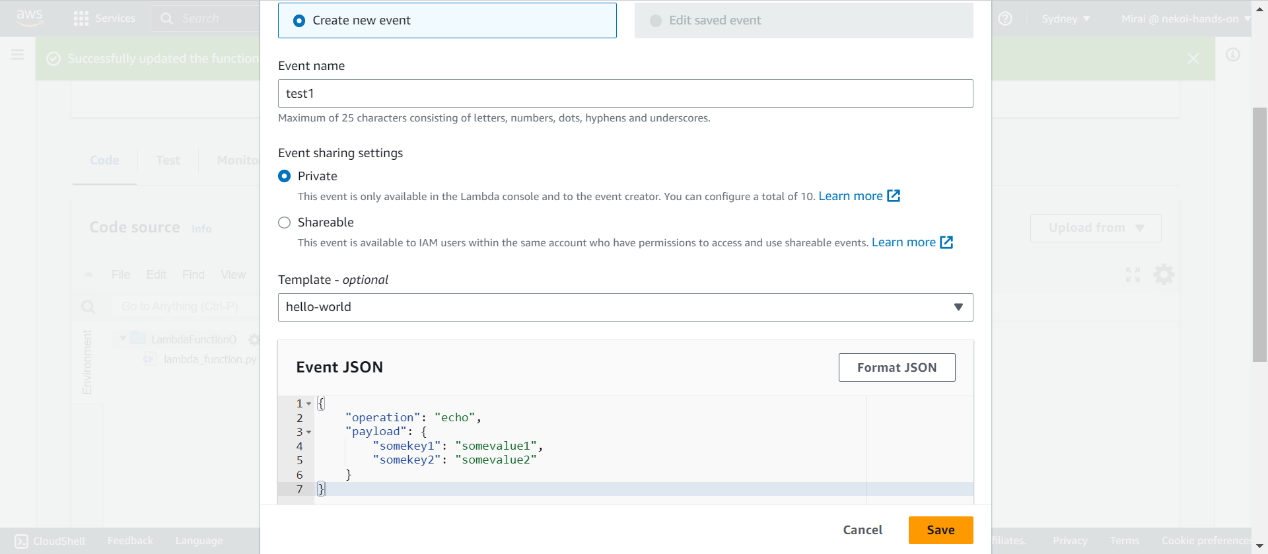 aws Services Search Sydney Mirai @ nekoi-hands-on
Create new event Edit saved event
Successfully updated the function
Event name
test1
Maximum of 25 characters consisting of letters, numbers, dots, hyphens and underscores.
Event sharing settings
Code Test Monito
Private
This event is only available in the Lambda console and to the event creator. You can configure a total of 10. Learn more
Shareable
Code source Info Upload from
This event is available to IAM users within the same account who have permissions to access and use shareable events. Learn more
File Edit Find View
Template - optional
Go to Anything (Ctrl-P)
hello-world
Environment
LambdaFunctionO
lambda_function.py
Event JSON Format JSON
1 {
2 "operation": "echo",
3 "payload": {
4 "somekey1": "somevalue1",
5 "somekey2": "somevalue2"
6 }
7 }
Cancel Save
CloudShell Feedback Language ffiliates. Privacy Terms Cookie preferences